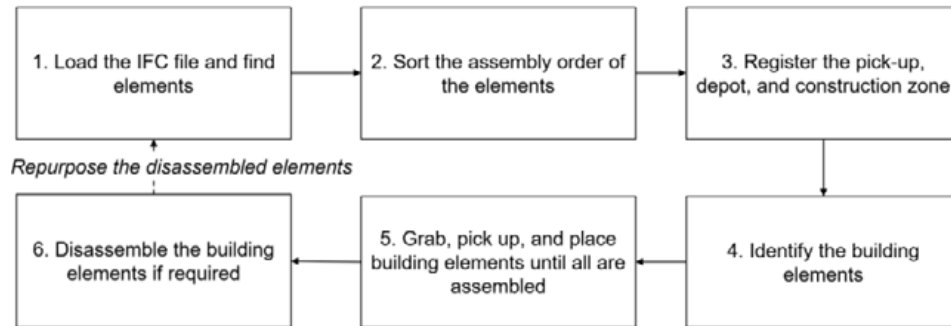 1. Load the IFC file and find
elements
2. Sort the assembly order of
the elements
3. Register the pick-up,
depot, and construction zone
Repurpose the disassembled elements
6. Disassemble the building
elements if required
5. Grab, pick up, and place
building elements until all are
assembled
4. Identify the building
elements